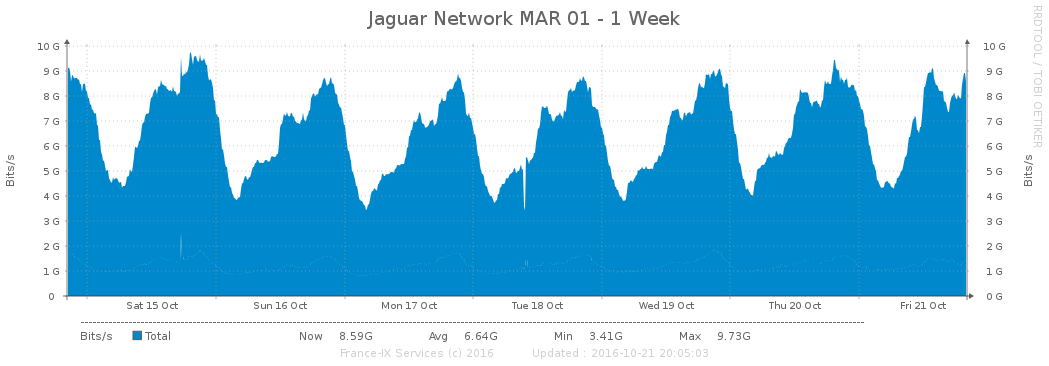 Jaguar Network MAR 01 - 1 Week
RRDTOOL / TOBI OETIKER
Bits/s
10 G
9 G
8 G
7 G
6 G
5 G
4 G
3 G
2 G
1 G
0
10 G
9 G
8 G
7 G
6 G
5 G
4 G
3 G
2 G
1 G
0 G
Bits/s
Sat 15 Oct Sun 16 Oct Mon 17 Oct Tue 18 Oct Wed 19 Oct Thu 20 Oct Fri 21 Oct
Bits/s Total Now 8.59G Avg 6.64G Min 3.41G Max 9.73G
France-IX Services (c) 2016 Updated : 2016-10-21 20:05:03